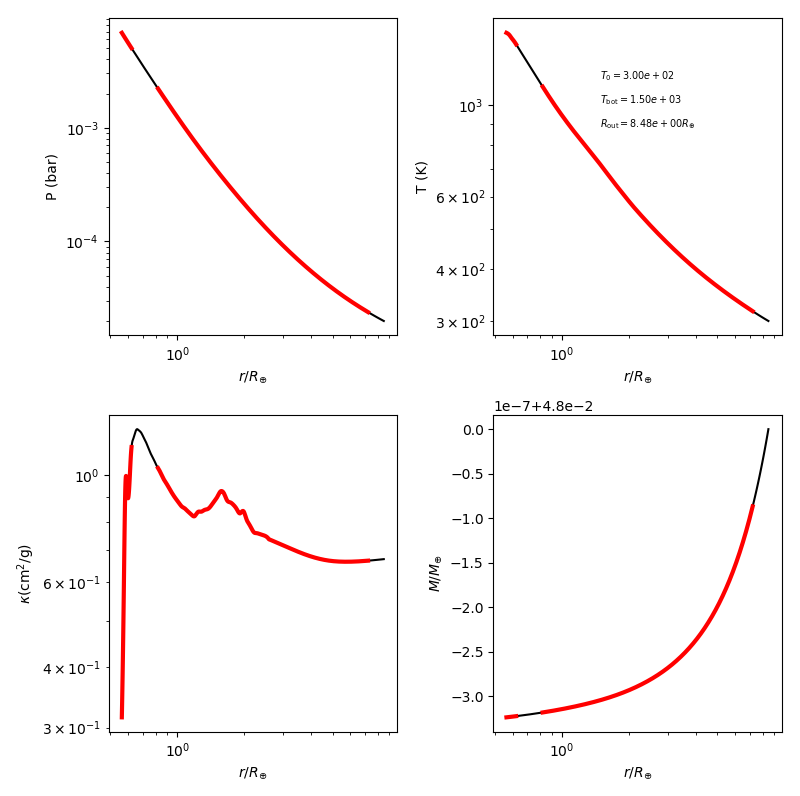 10⁻³
10⁻⁴
P (bar)
10⁰
r/R⊕
T₀ = 3.00e + 02
T_bot = 1.50e + 03
R_out = 8.48e + 00R⊕
10³
6 × 10²
4 × 10²
3 × 10²
T (K)
10⁰
r/R⊕
10⁰
6 × 10⁻¹
4 × 10⁻¹
3 × 10⁻¹
κ(cm²/g)
10⁰
r/R⊕
1e-7+4.8e-2
0.0
−0.5
−1.0
−1.5
−2.0
−2.5
−3.0
M/M⊕
10⁰
r/R⊕